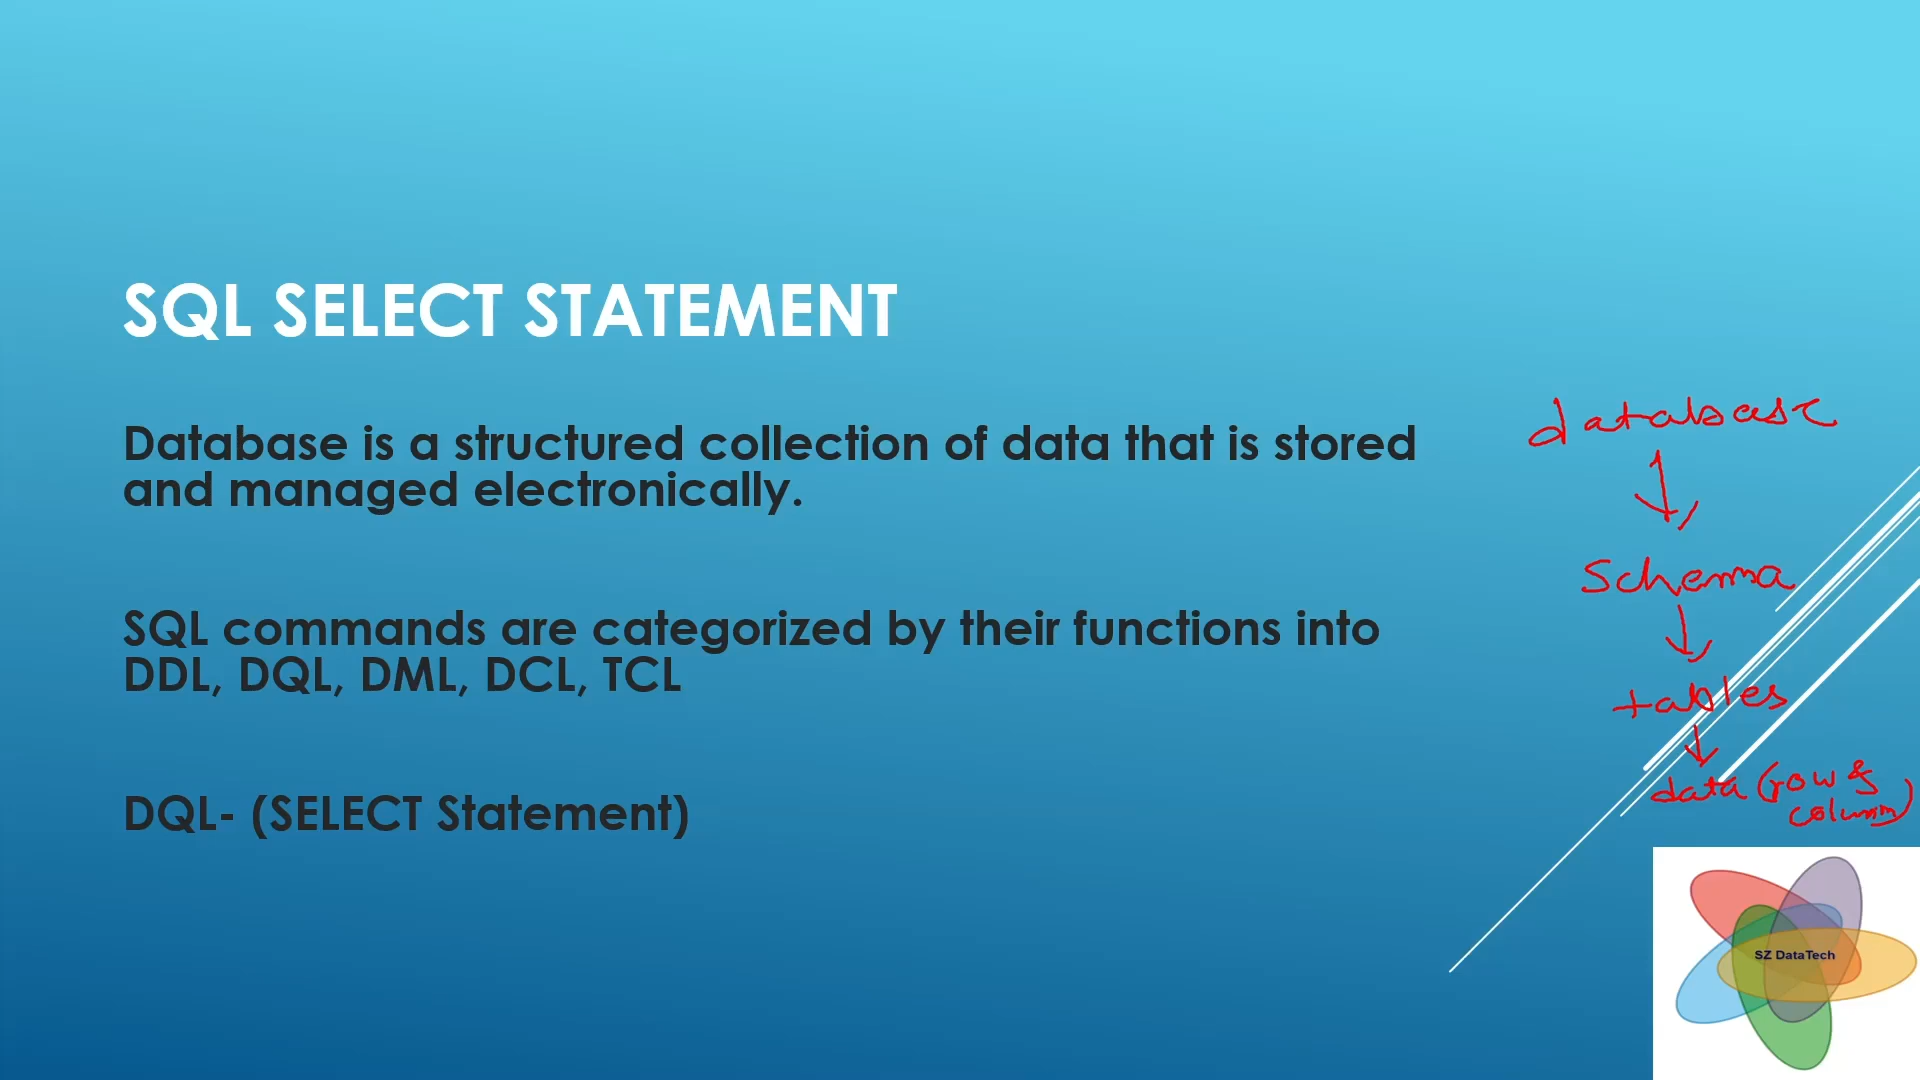 SQL SELECT STATEMENT
Database is a structured collection of data that is stored
and managed electronically.
SQL commands are categorized by their functions into
DDL, DQL, DML, DCL, TCL
DQL- (SELECT Statement)
database
Schema
tables
data (row &
column)
SZ DataTech